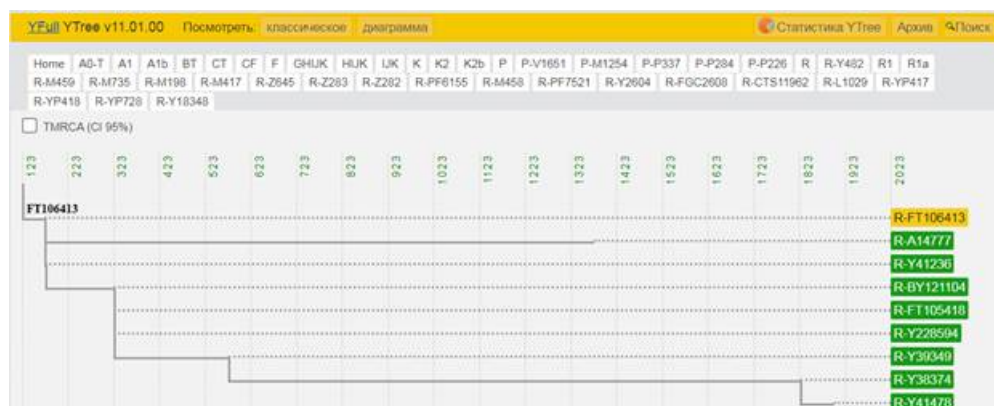 YFull YTree v11.01.00 Посмотреть: классическое диаграмма Статистика YTree Архив Поиск
Home A0-T A1 A1b BT CT CF F GHIJK HIJK IJK K K2 K2b P P-V1651 P-M1254 P-P337 P-P284 P-P226 R R-Y482 R1 R1a
R-M459 R-M735 R-M198 R-M417 R-Z645 R-Z283 R-Z282 R-PF6155 R-M458 R-PF7521 R-Y2604 R-FGC2608 R-CTS11962 R-L1029 R-YP417
R-YP418 R-YP728 R-Y18348
TMRCA (CI 95%)
123 223 323 423 523 623 723 823 923 1023 1123 1223 1323 1423 1523 1623 1723 1823 1923 2023
FT106413
R-FT106413
R-A14777
R-Y41236
R-BY121104
R-FT105418
R-Y228594
R-Y39349
R-Y38374
R-Y41478